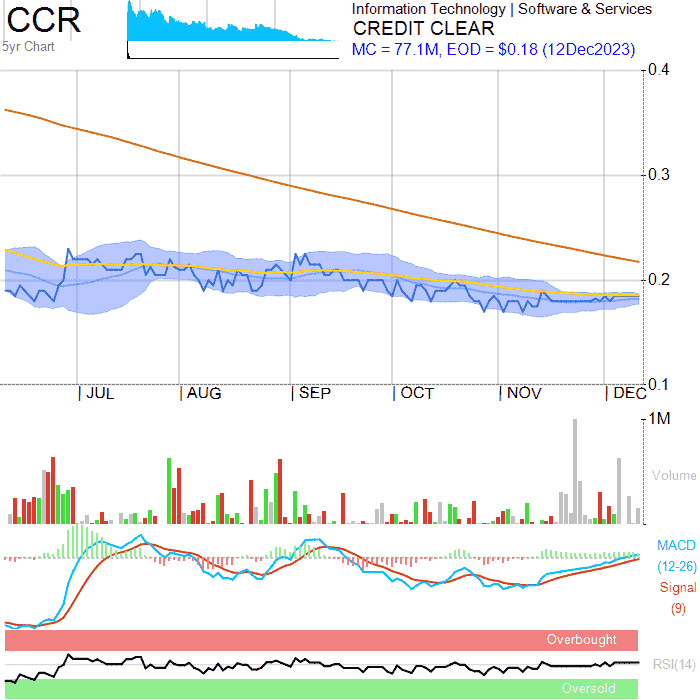 CCR
5yr Chart
Information Technology | Software & Services
CREDIT CLEAR
MC = 77.1M, EOD = $0.18 (12Dec2023)
0.4
0.3
0.2
0.1
| JUL | AUG | SEP | OCT | NOV | DEC
1M
Volume
MACD
(12-26)
Signal
(9)
Overbought
RSI(14)
Oversold